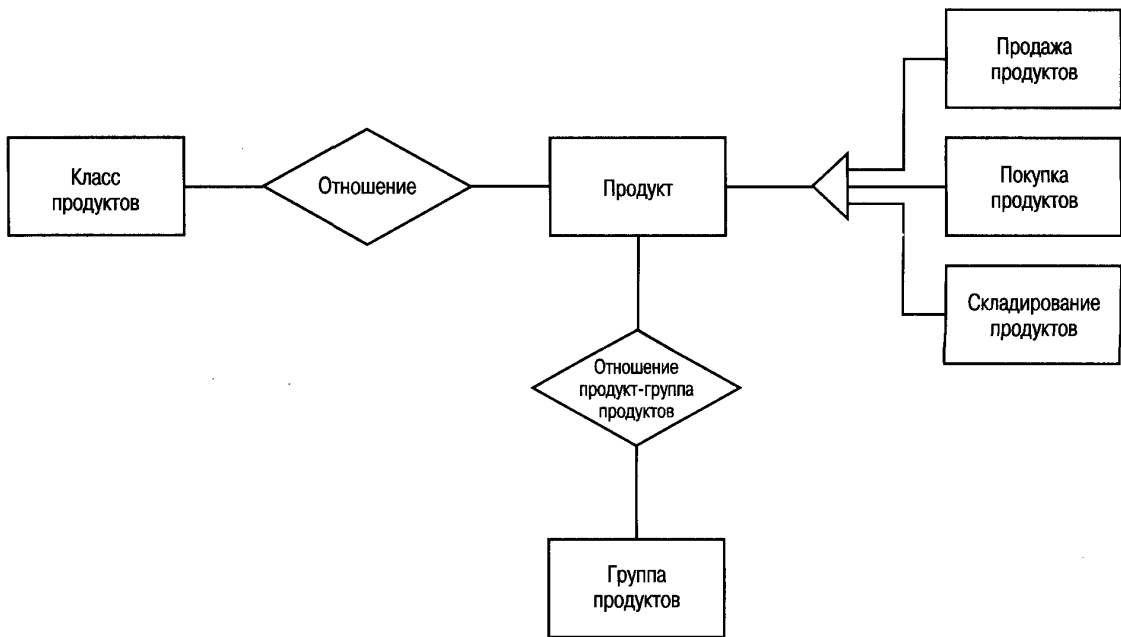 Продажа
продуктов
Класс
продуктов
Отношение
Продукт
Покупка
продуктов
Складирование
продуктов
Отношение
продукт-группа
продуктов
Группа
продуктов